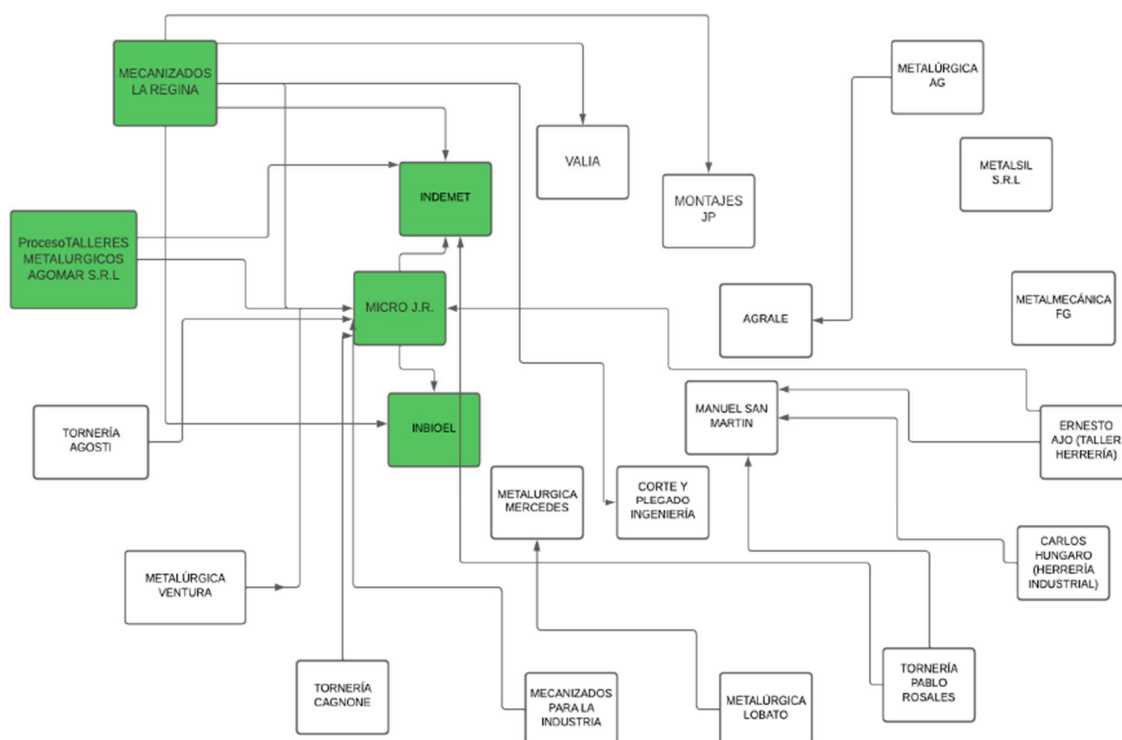 MECANIZADOS
LA REGINA
METALÚRGICA
AG
VALIA
METALSIL
S.R.L
INDEMET
MONTAJES
JP
ProcesoTALLERES
METALURGICOS
AGOMAR S.R.L
MICRO J.R.
AGRALE
METALMECÁNICA
FG
MANUEL SAN
MARTIN
TORNERÍA
AGOSTI
INBIOEL
ERNESTO
AJO (TALLER
HERRERÍA)
METALURGICA
MERCEDES
CORTE Y
PLEGADO
INGENIERÍA
CARLOS
HUNGARO
(HERRERÍA
INDUSTRIAL)
METALÚRGICA
VENTURA
TORNERÍA
CAGNONE
MECANIZADOS
PARA LA
INDUSTRIA
METALÚRGICA
LOBATO
TORNERÍA
PABLO
ROSALES